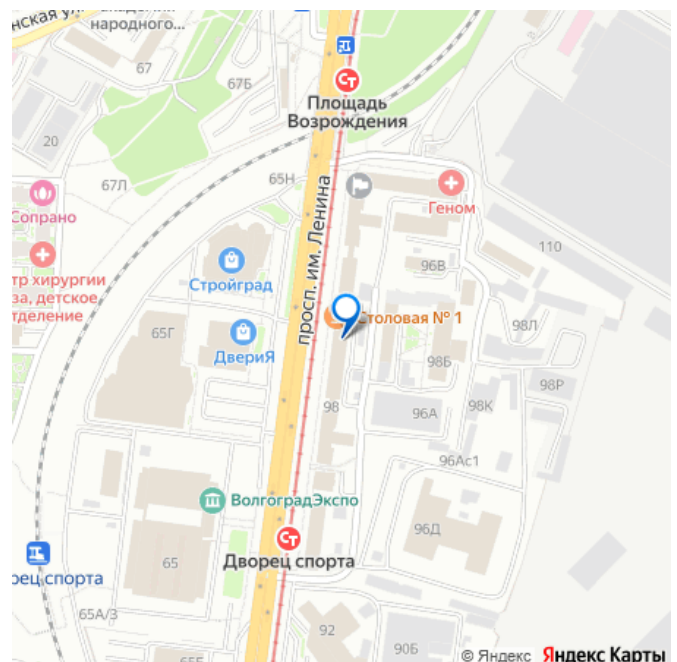 нская ул.
народного...
67
67Б
Площадь
Возрождения
20
67Л
65Н
Сопрано
Геном
110
96В
просп. им. Ленина
Стройград
тр хирургии
за, детское
тделение
Столовая № 1
98Л
65Г
ДвериЯ
98Б
98Р
98
96А
98К
96Ас1
ВолгоградЭкспо
96Д
Дворец спорта
65
рец спорта
65А/3
92
90Б
65Б
© Яндекс Яндекс Карты